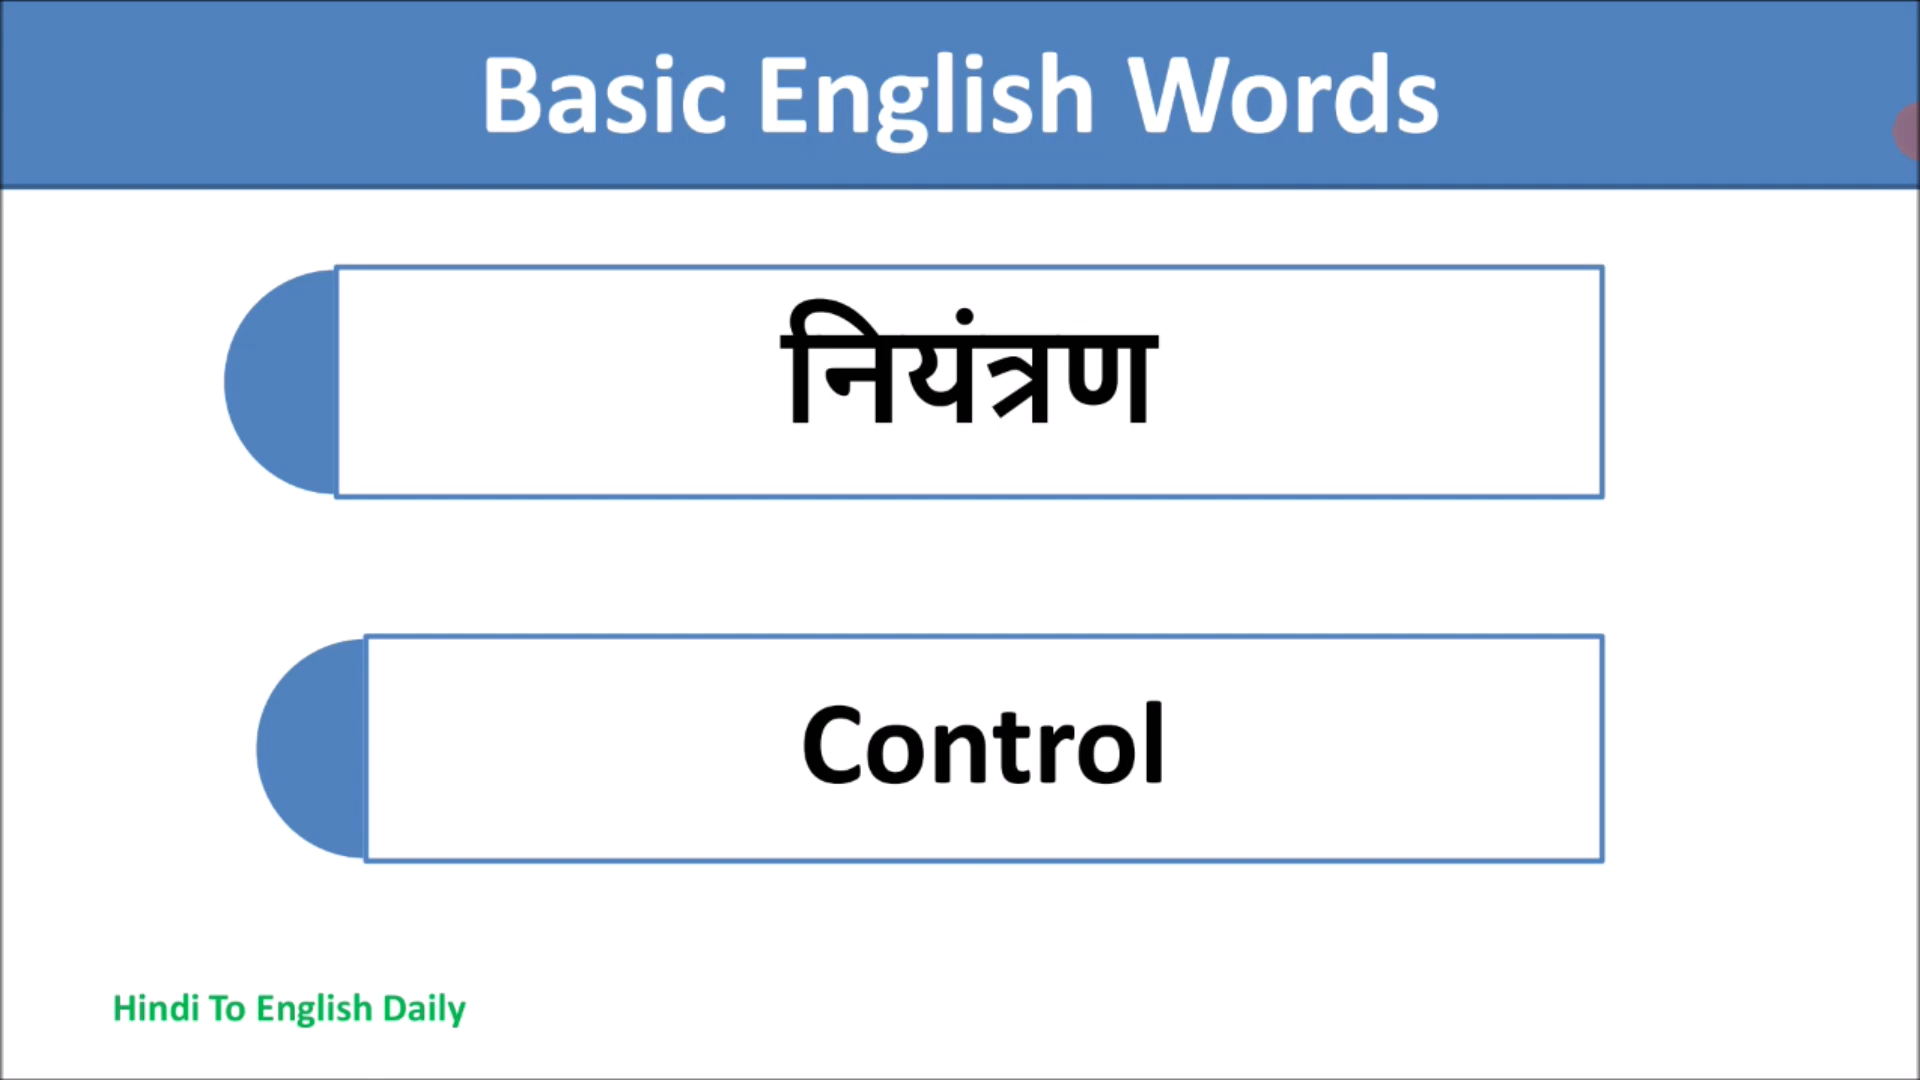 Basic English Words
नियंत्रण
Control
Hindi To English Daily